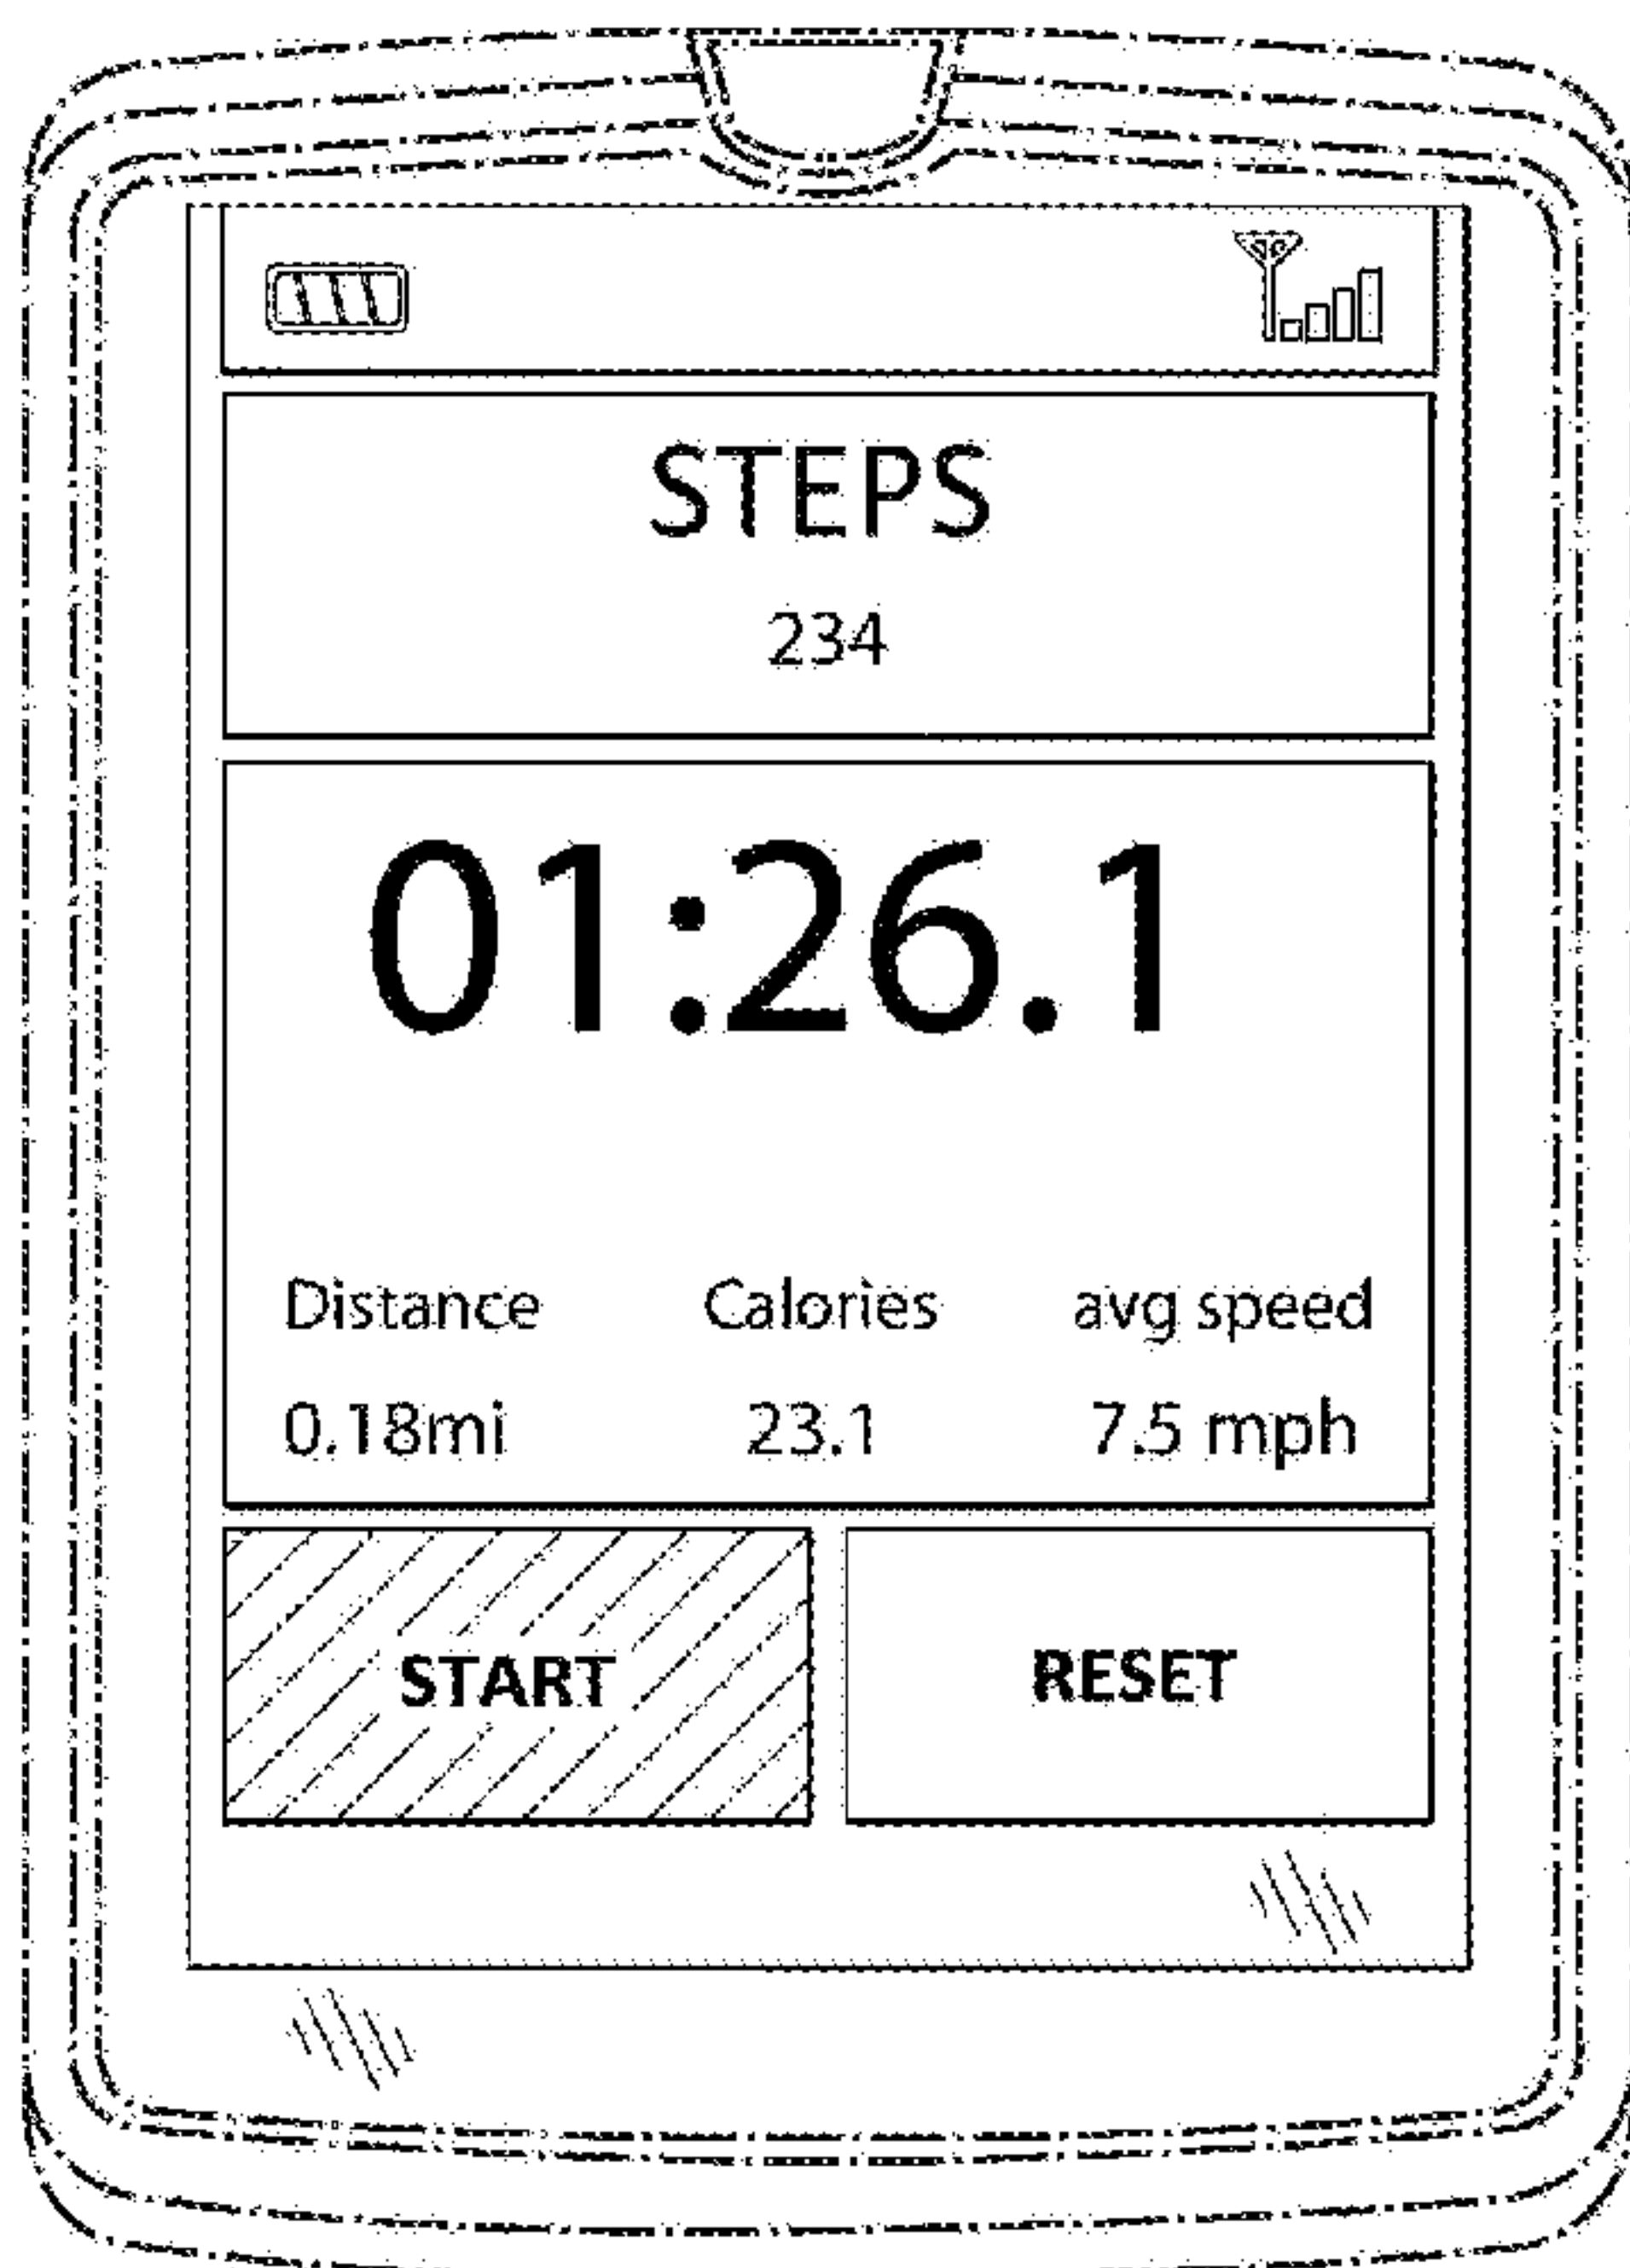 STEPS
234
01:26.1
Distance Calories avg speed
0.18mi 23.1 7.5 mph
START RESET